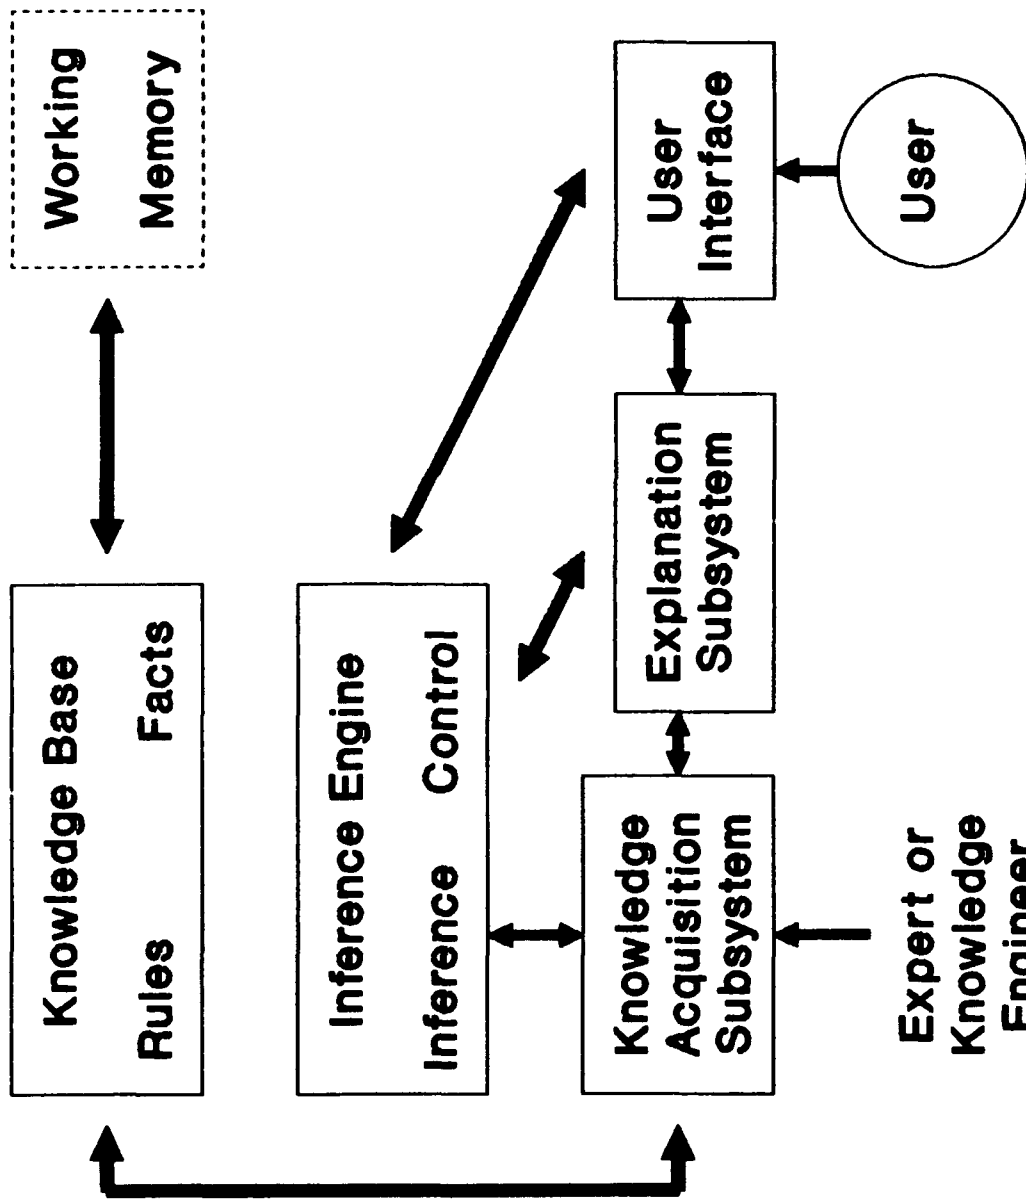 Knowledge Base
Rules Facts
Working
Memory
Inference Engine
Inference Control
Knowledge
Acquisition
Subsystem
Explanation
Subsystem
User
Interface
Expert or
Knowledge
Engineer
User